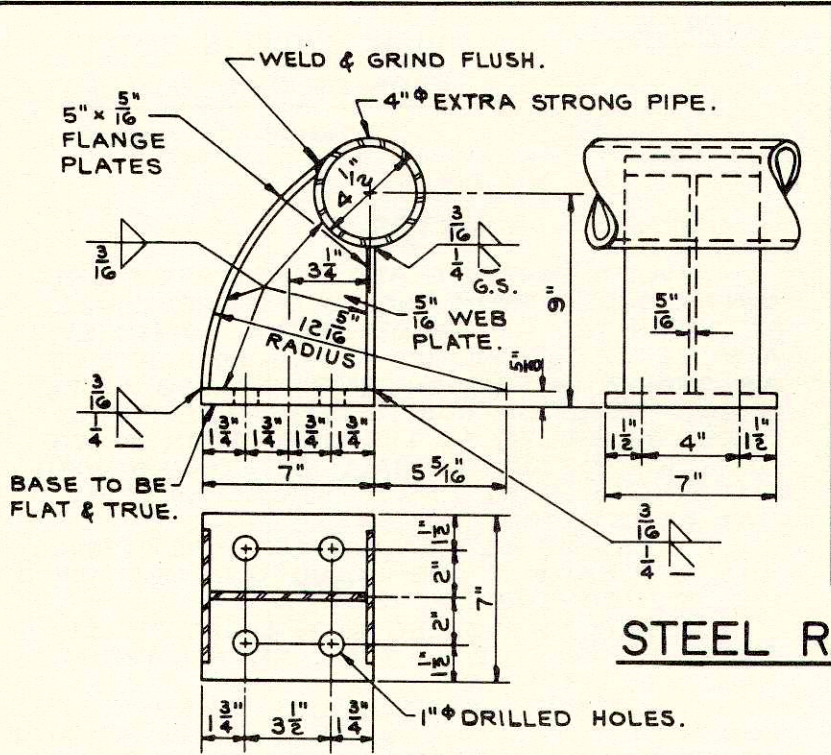 WELD & GRIND FLUSH.
5" × 5/16"
FLANGE
PLATES
4"Φ EXTRA STRONG PIPE.
4 1/2"
3/16
3/16
1/4
G.S.
3 1/4"
5/16" WEB
PLATE.
12 5/16"
RADIUS
9"
5/8"
5/16"
3/16
1/4
1 3/4" 1 3/4" 1 3/4" 1 3/4"
7"
5 5/16"
1 1/2" 4" 1 1/2"
7"
BASE TO BE
FLAT & TRUE.
3/16
1/4
1 1/2"
2"
2"
1 1/2"
7"
STEEL R
1 3/4" 3 1/2" 1 3/4"
1"Φ DRILLED HOLES.